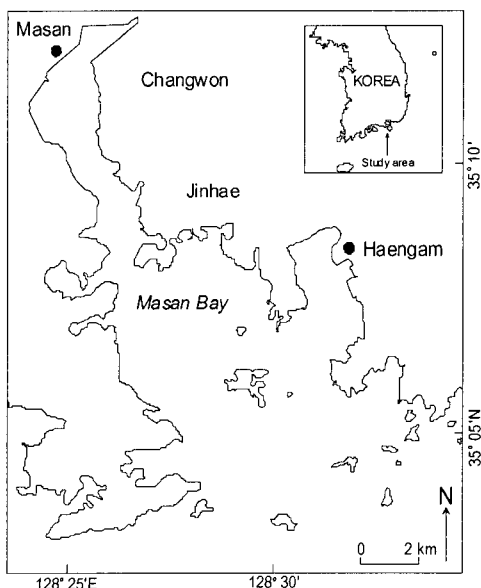 Masan
Changwon
KOREA
Study area
35° 10'
Jinhae
Haengam
Masan Bay
35° 05'N
N
0 2 km
128° 25'E 128° 30'